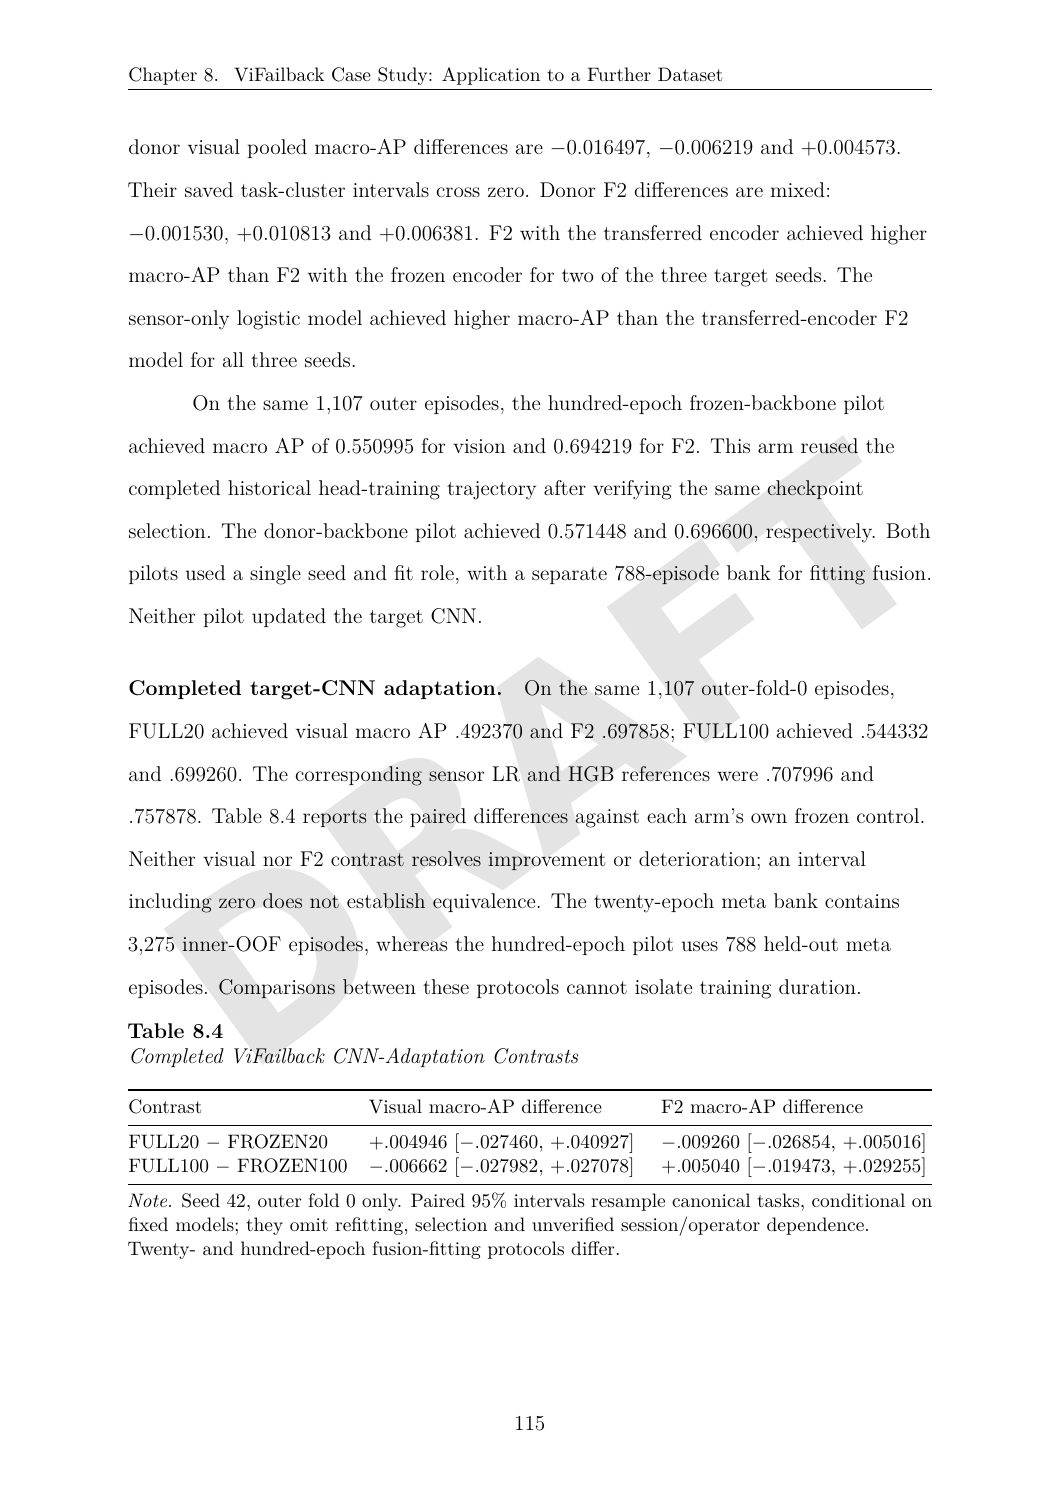 Chapter 8. ViFailback Case Study: Application to a Further Dataset
donor visual pooled macro-AP differences are −0.016497, −0.006219 and +0.004573.
Their saved task-cluster intervals cross zero. Donor F2 differences are mixed:
−0.001530, +0.010813 and +0.006381. F2 with the transferred encoder achieved higher
macro-AP than F2 with the frozen encoder for two of the three target seeds. The
sensor-only logistic model achieved higher macro-AP than the transferred-encoder F2
model for all three seeds.
On the same 1,107 outer episodes, the hundred-epoch frozen-backbone pilot
achieved macro AP of 0.550995 for vision and 0.694219 for F2. This arm reused the
completed historical head-training trajectory after verifying the same checkpoint
selection. The donor-backbone pilot achieved 0.571448 and 0.696600, respectively. Both
pilots used a single seed and fit role, with a separate 788-episode bank for fitting fusion.
Neither pilot updated the target CNN.
Completed target-CNN adaptation. On the same 1,107 outer-fold-0 episodes,
FULL20 achieved visual macro AP .492370 and F2 .697858; FULL100 achieved .544332
and .699260. The corresponding sensor LR and HGB references were .707996 and
.757878. Table 8.4 reports the paired differences against each arm's own frozen control.
Neither visual nor F2 contrast resolves improvement or deterioration; an interval
including zero does not establish equivalence. The twenty-epoch meta bank contains
3,275 inner-OOF episodes, whereas the hundred-epoch pilot uses 788 held-out meta
episodes. Comparisons between these protocols cannot isolate training duration.
DRAFT
Table 8.4
Completed ViFailback CNN-Adaptation Contrasts
Contrast Visual macro-AP difference F2 macro-AP difference
FULL20 − FROZEN20 +.004946 [−.027460, +.040927] −.009260 [−.026854, +.005016]
FULL100 − FROZEN100 −.006662 [−.027982, +.027078] +.005040 [−.019473, +.029255]
Note. Seed 42, outer fold 0 only. Paired 95% intervals resample canonical tasks, conditional on
fixed models; they omit refitting, selection and unverified session/operator dependence.
Twenty- and hundred-epoch fusion-fitting protocols differ.
115